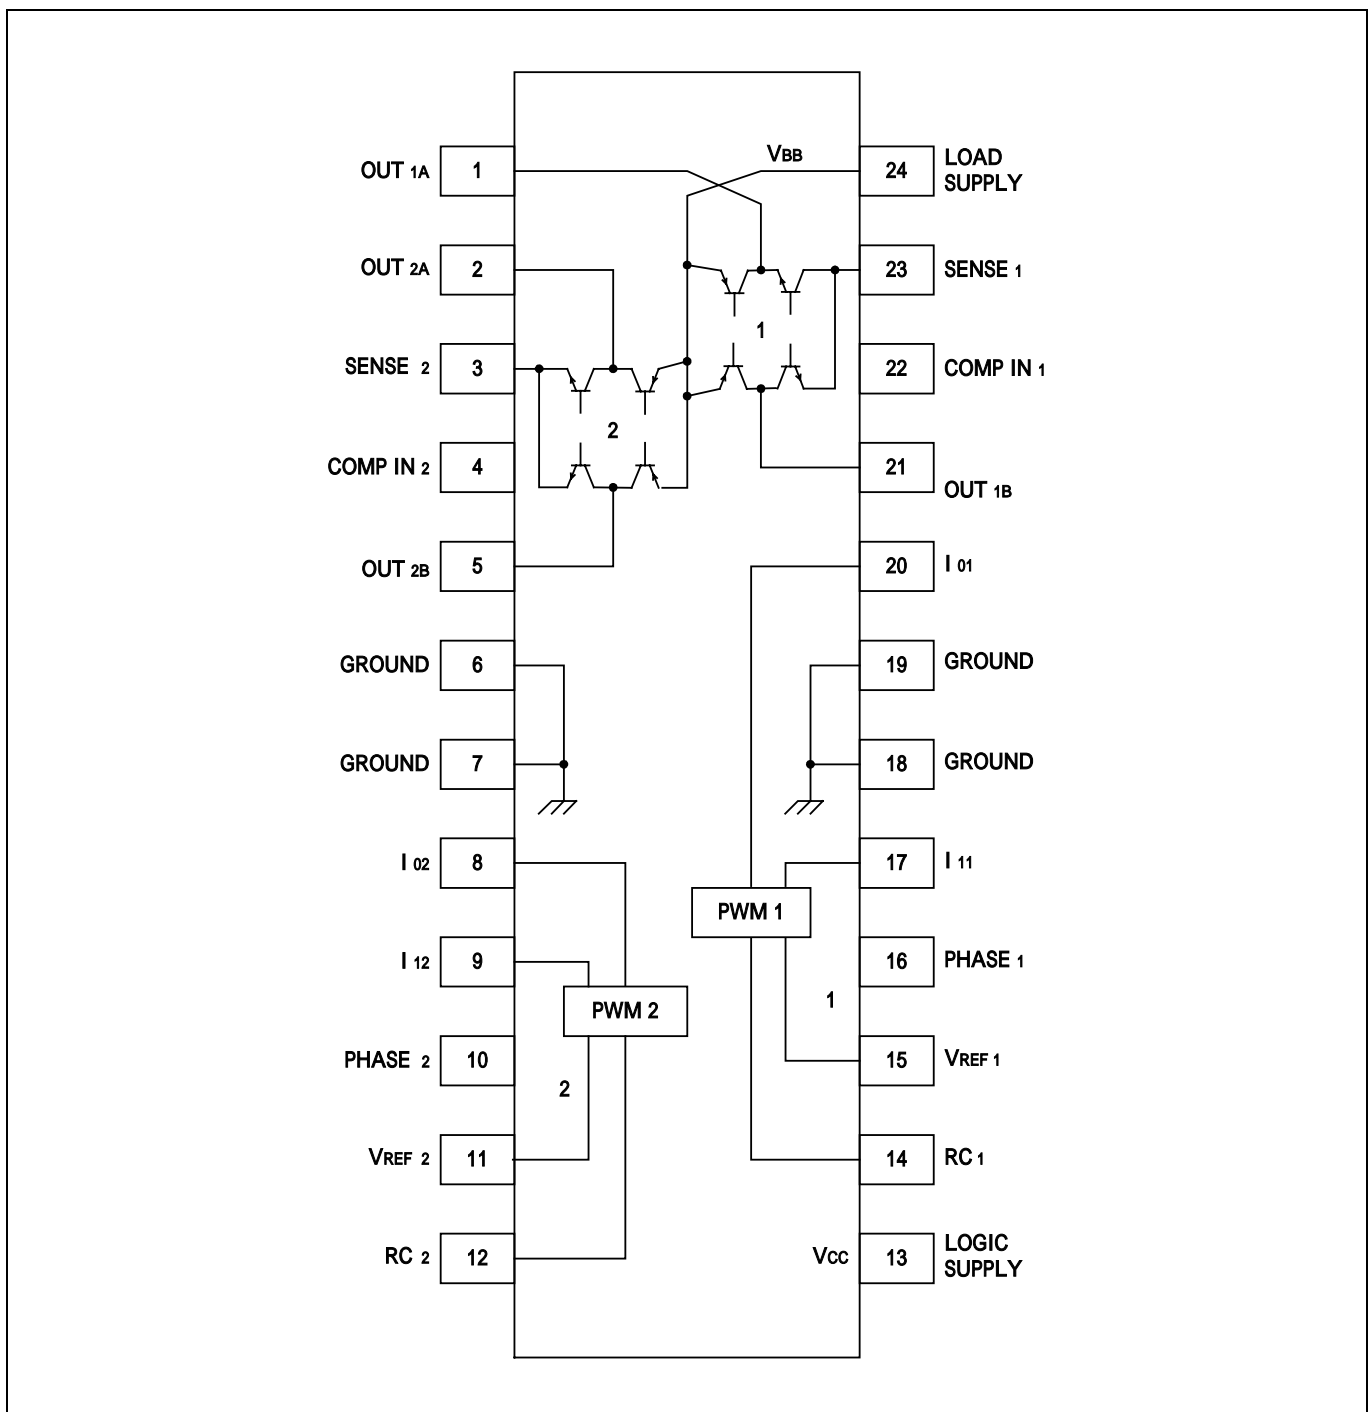 VBB
OUT 1A 1
24 LOAD SUPPLY
OUT 2A 2
23 SENSE 1
1
SENSE 2 3
22 COMP IN 1
2
COMP IN 2 4
21 OUT 1B
OUT 2B 5
20 I 01
GROUND 6
19 GROUND
GROUND 7
18 GROUND
I 02 8
17 I 11
PWM 1
I 12 9
16 PHASE 1
1
PWM 2
PHASE 2 10
15 VREF 1
2
VREF 2 11
14 RC 1
RC 2 12
VCC 13 LOGIC SUPPLY